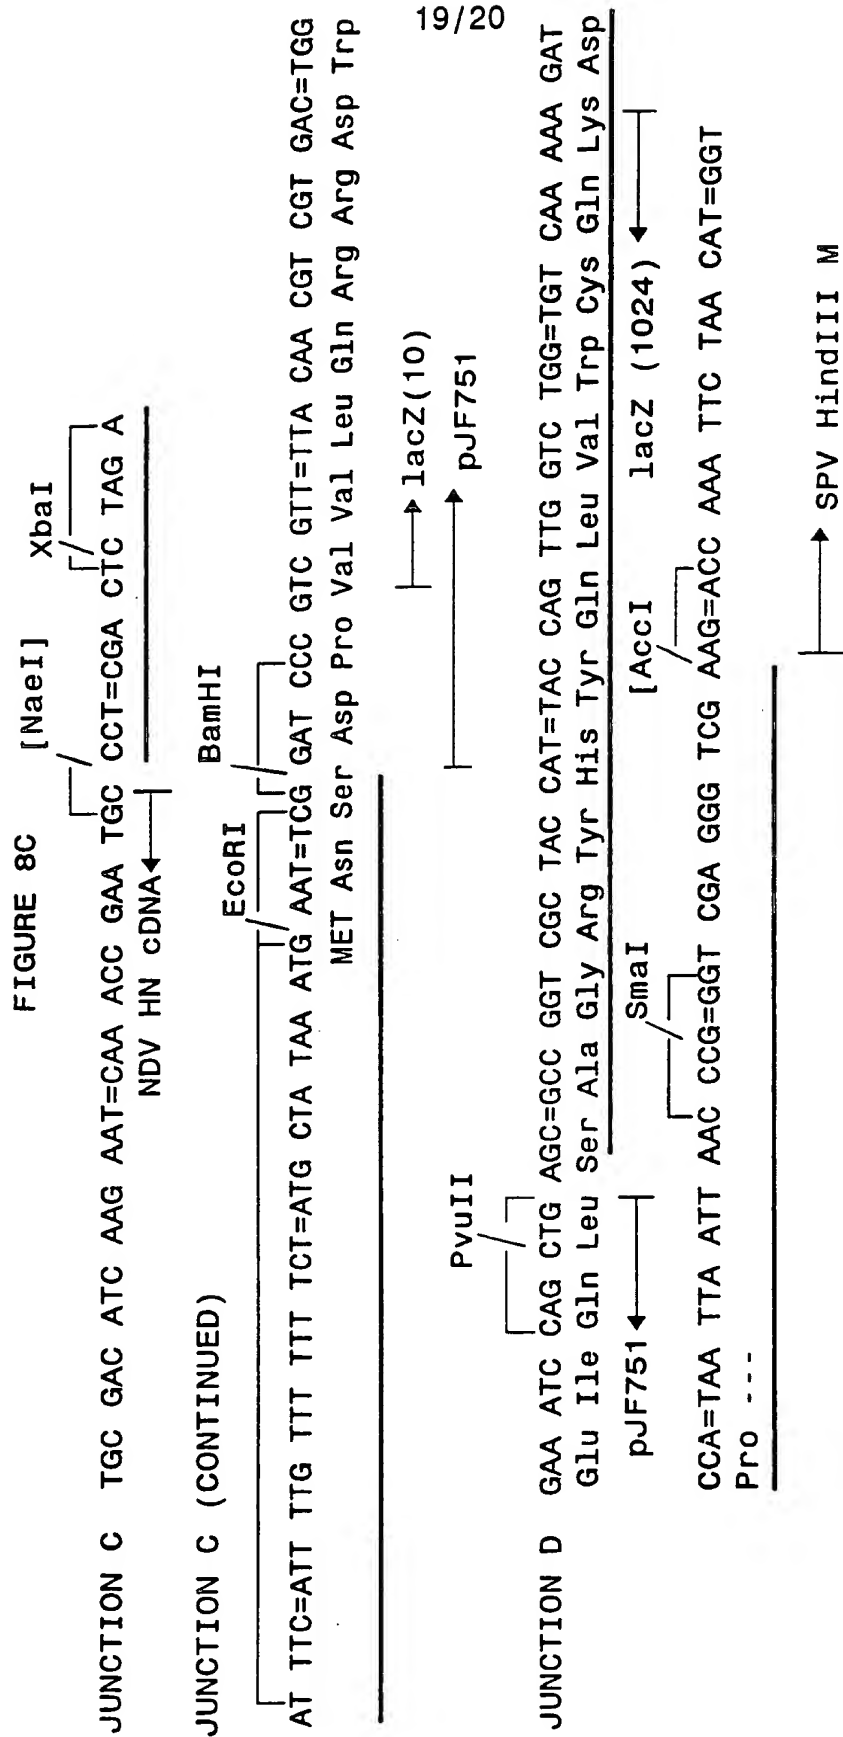 19/20
FIGURE 8C
[NaeI] XbaI
JUNCTION C TGC GAC ATC AAG AAT=CAA ACC GAA TGC CCT=CGA CTC TAG A
NDV HN cDNA
JUNCTION C (CONTINUED)
EcoRI BamHI
AT TTC=ATT TTG TTT TTT TCT=ATG CTA TAA ATG AAT=TCG GAT CCC GTC GTT=TTA CAA CGT CGT GAC=TGG
MET Asn Ser Asp Pro Val Val Leu Gln Arg Arg Asp Trp
lacZ(10)
pJF751
PvuII
JUNCTION D GAA ATC CAG CTG AGC=GCC GGT CGC TAC CAT=TAC CAG TTG GTC TGG=TGT CAA AAA GAT
Glu Ile Gln Leu Ser Ala Gly Arg Tyr His Tyr Gln Leu Val Trp Cys Gln Lys Asp
pJF751 lacZ (1024)
SmaI [AccI
CCA=TAA TTA ATT AAC CCG=GGT CGA GGG TCG AAG=ACC AAA TTC TAA CAT=GGT
Pro ---
SPV HindIII M